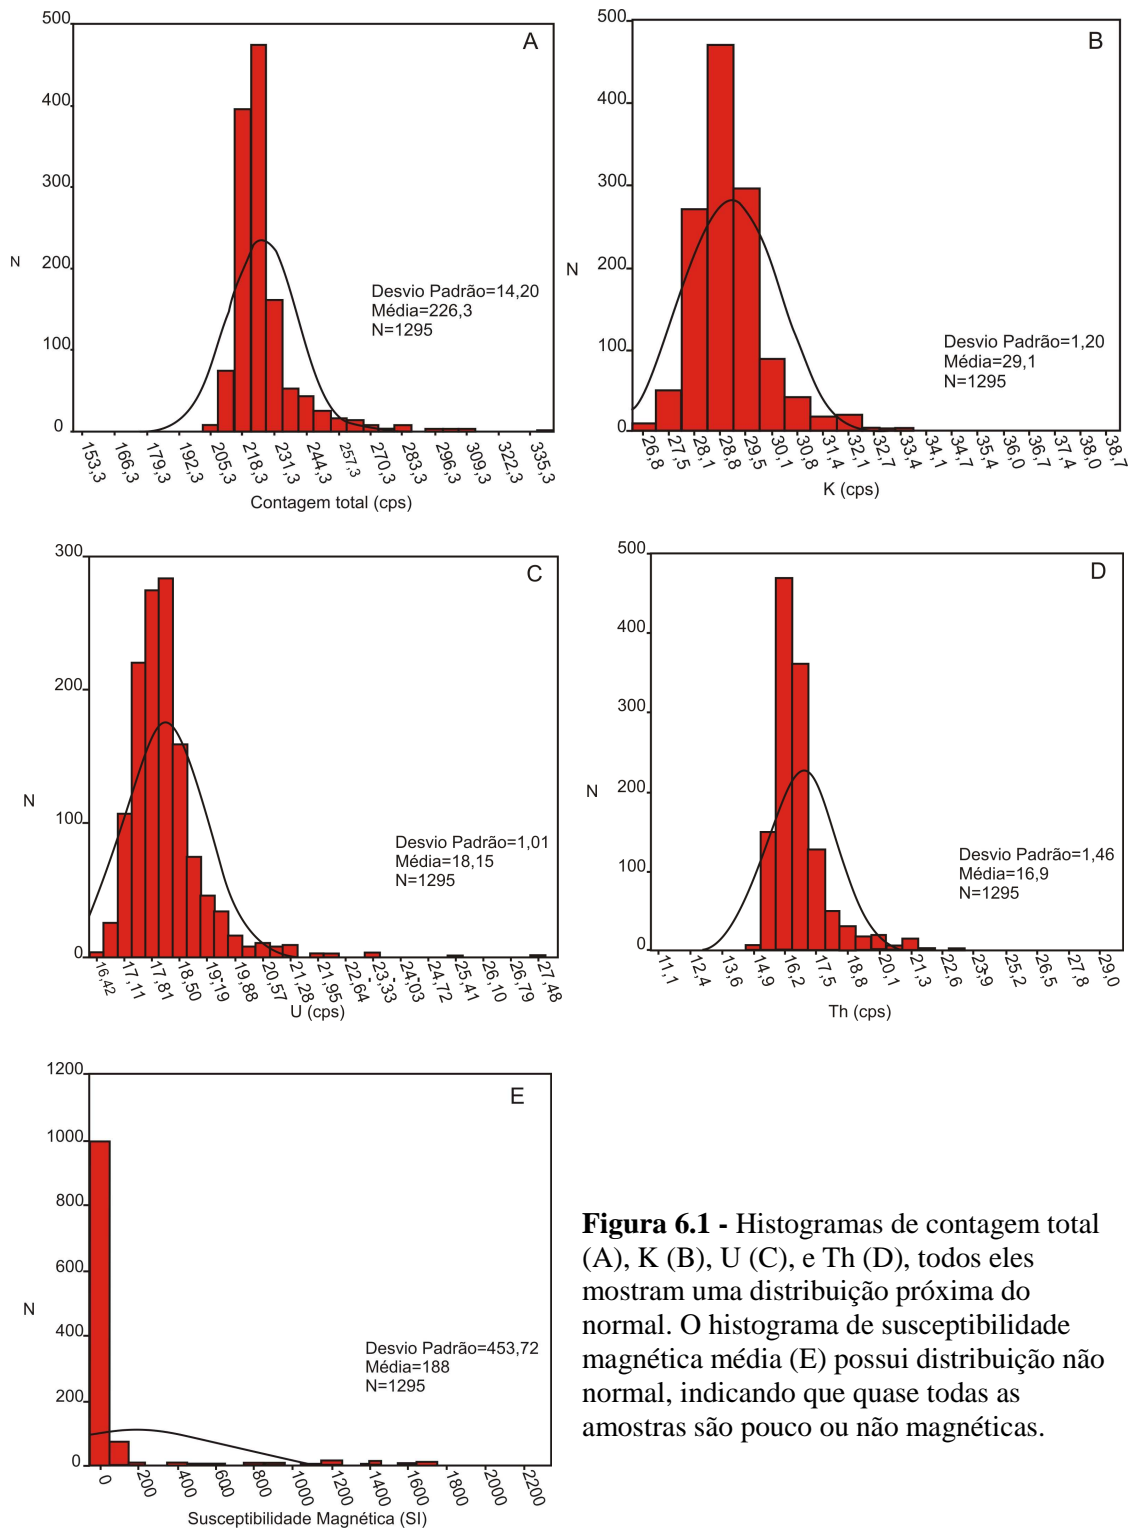 A
500
400
300
200
100
0
N
Desvio Padrão=14,20
Média=226,3
N=1295
153,3 166,3 179,3 192,3 205,3 218,3 231,3 244,3 257,3 270,3 283,3 296,3 309,3 322,3 335,3
Contagem total (cps)
B
500
400
300
200
100
0
N
Desvio Padrão=1,20
Média=29,1
N=1295
26,8 27,5 28,1 28,8 29,5 30,1 30,8 31,4 32,1 32,7 33,4 34,1 34,7 35,4 36,0 36,7 37,4 38,0 38,7
K (cps)
C
300
200
100
0
N
Desvio Padrão=1,01
Média=18,15
N=1295
16,42 17,11 17,81 18,50 19,19 19,88 20,57 21,28 21,95 22,64 23,33 24,03 24,72 25,41 26,10 26,79 27,48
U (cps)
D
500
400
300
200
100
0
N
Desvio Padrão=1,46
Média=16,9
N=1295
11,1 12,4 13,6 14,9 16,2 17,5 18,8 20,1 21,3 22,6 23,9 25,2 26,5 27,8 29,0
Th (cps)
E
1200
1000
800
600
400
200
0
N
Desvio Padrão=453,72
Média=188
N=1295
0 200 400 600 800 1000 1200 1400 1600 1800 2000 2200
Susceptibilidade Magnética (SI)
Figura 6.1 - Histogramas de contagem total
(A), K (B), U (C), e Th (D), todos eles
mostram uma distribuição próxima do
normal. O histograma de susceptibilidade
magnética média (E) possui distribuição não
normal, indicando que quase todas as
amostras são pouco ou não magnéticas.